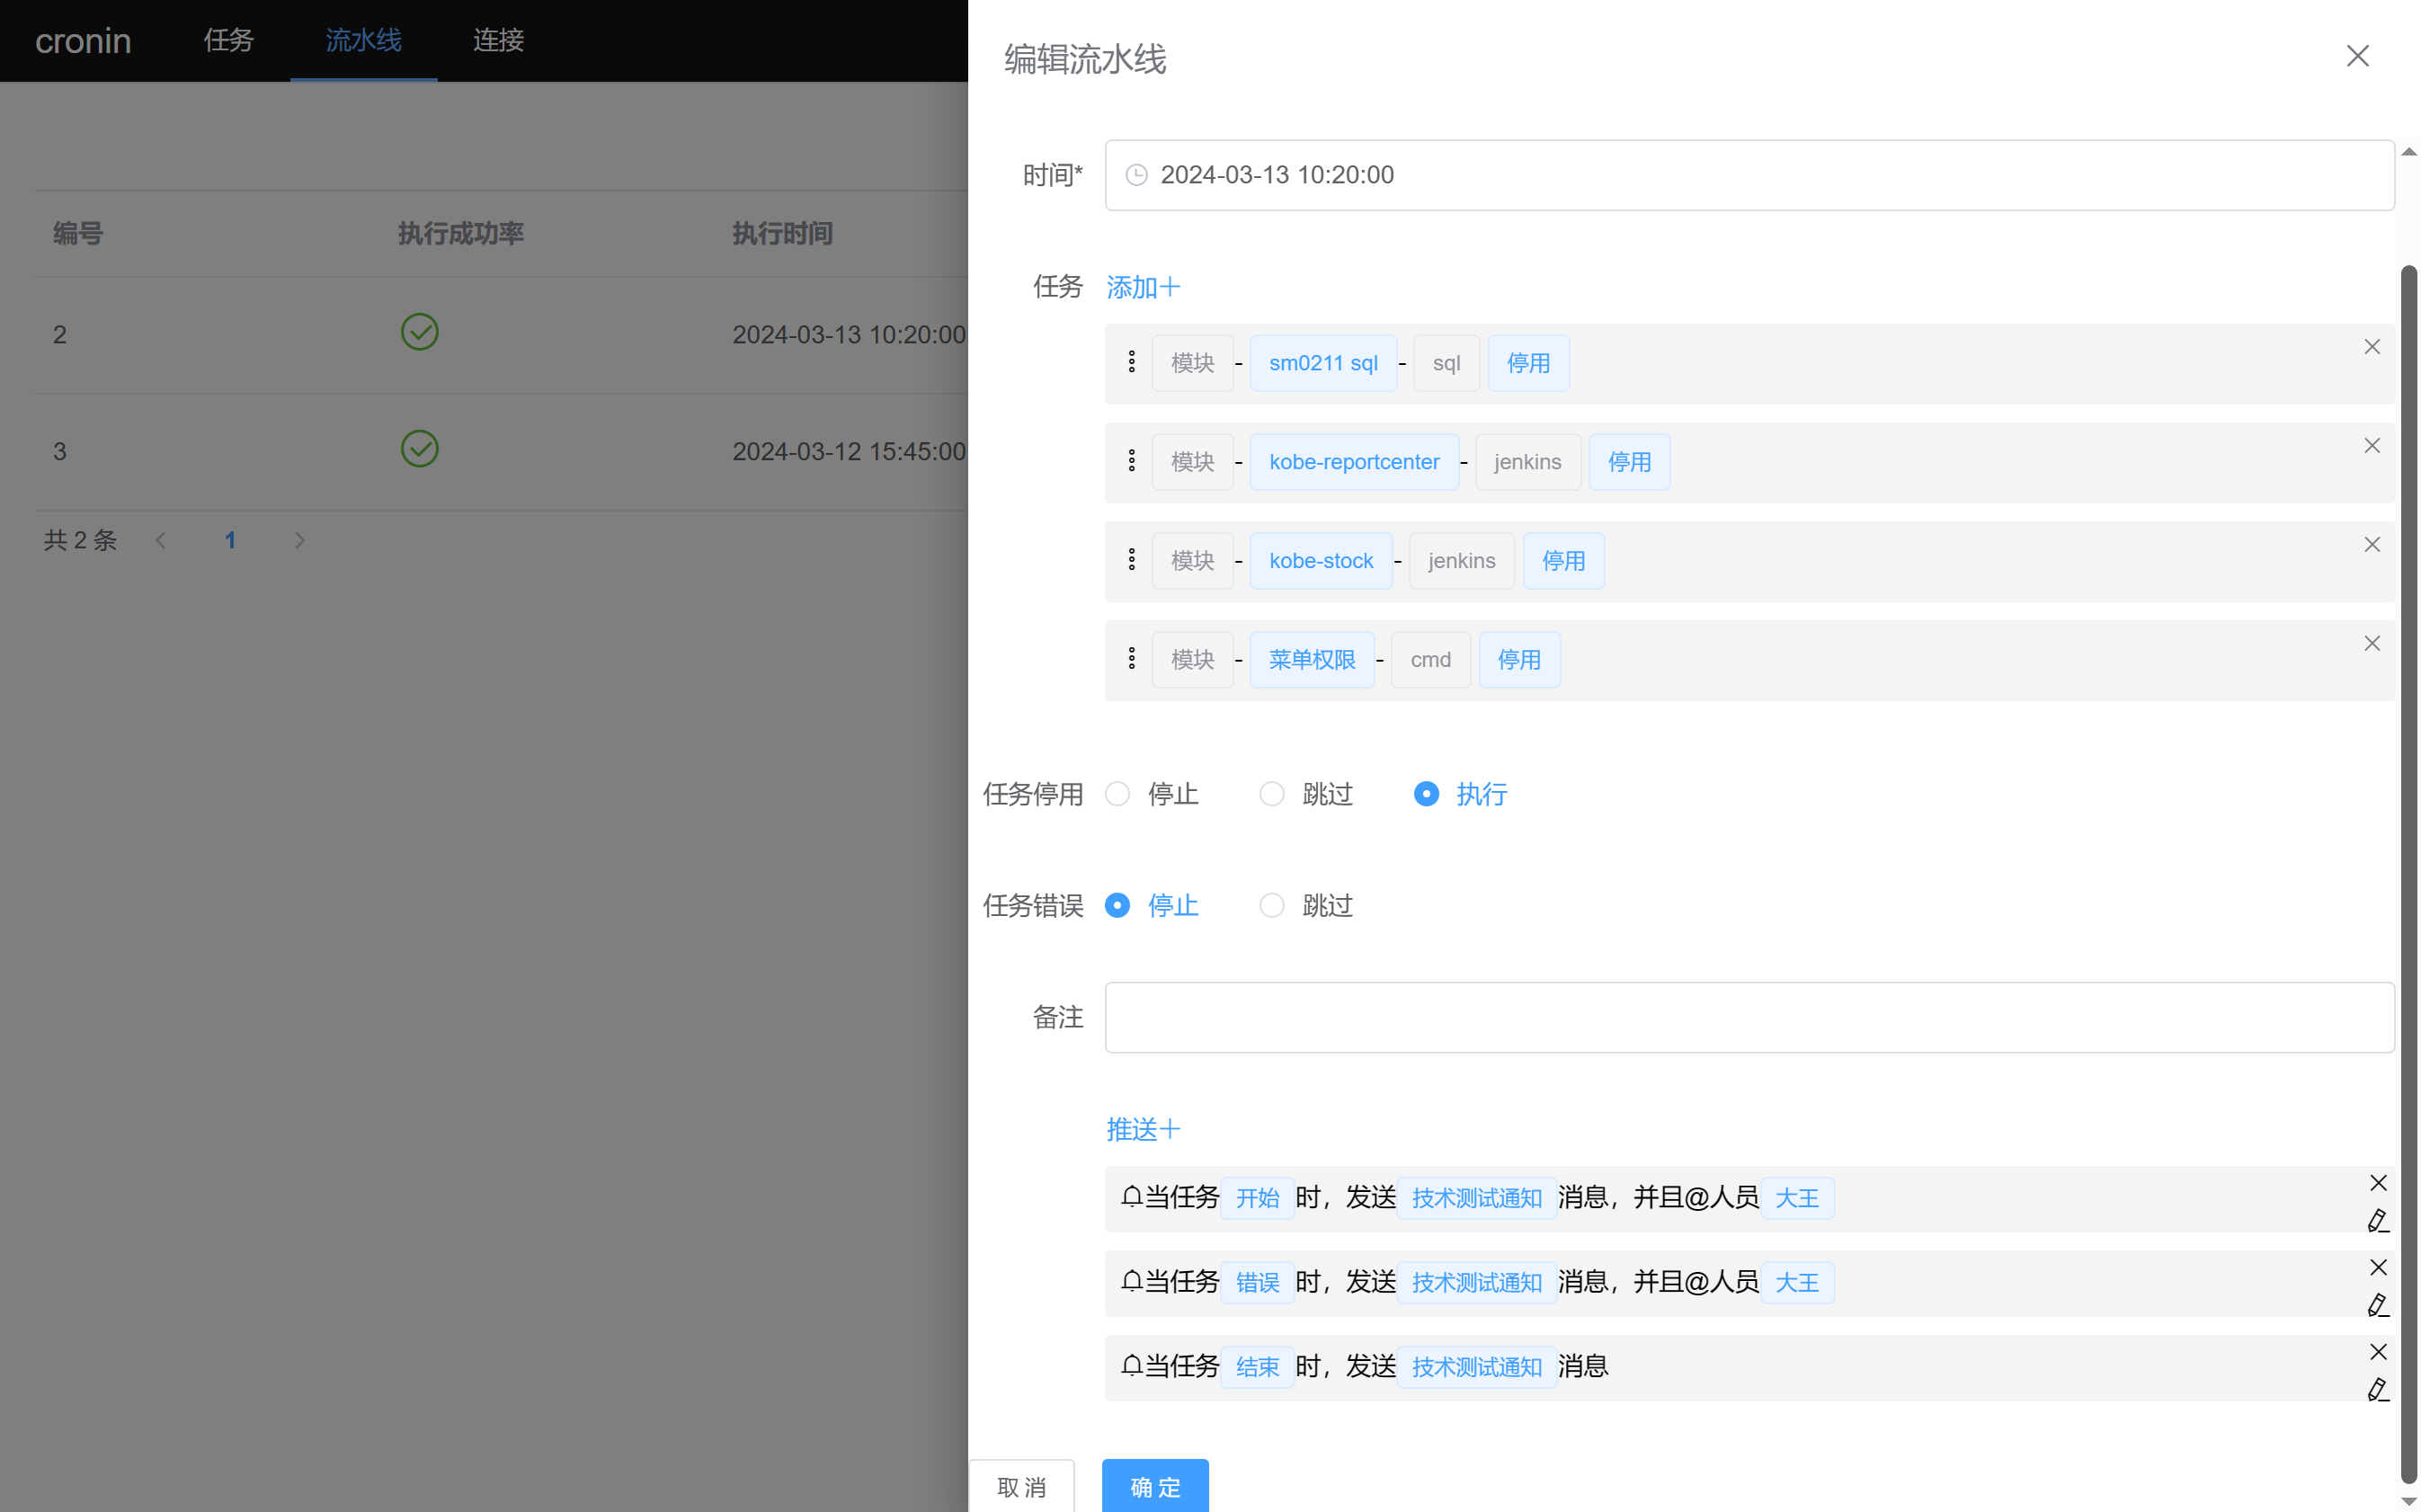 cronin 任务 流水线 连接
编号 执行成功率 执行时间
2 2024-03-13 10:20:00
3 2024-03-12 15:45:00
共 2 条 1
编辑流水线
时间* 2024-03-13 10:20:00
任务 添加
模块 - sm0211 sql - sql 停用
模块 - kobe-reportcenter - jenkins 停用
模块 - kobe-stock - jenkins 停用
模块 - 菜单权限 - cmd 停用
任务停用 停止 跳过 执行
任务错误 停止 跳过
备注
推送
当任务 开始 时，发送 技术测试通知 消息，并且@人员 大王
当任务 错误 时，发送 技术测试通知 消息，并且@人员 大王
当任务 结束 时，发送 技术测试通知 消息
取 消 确 定